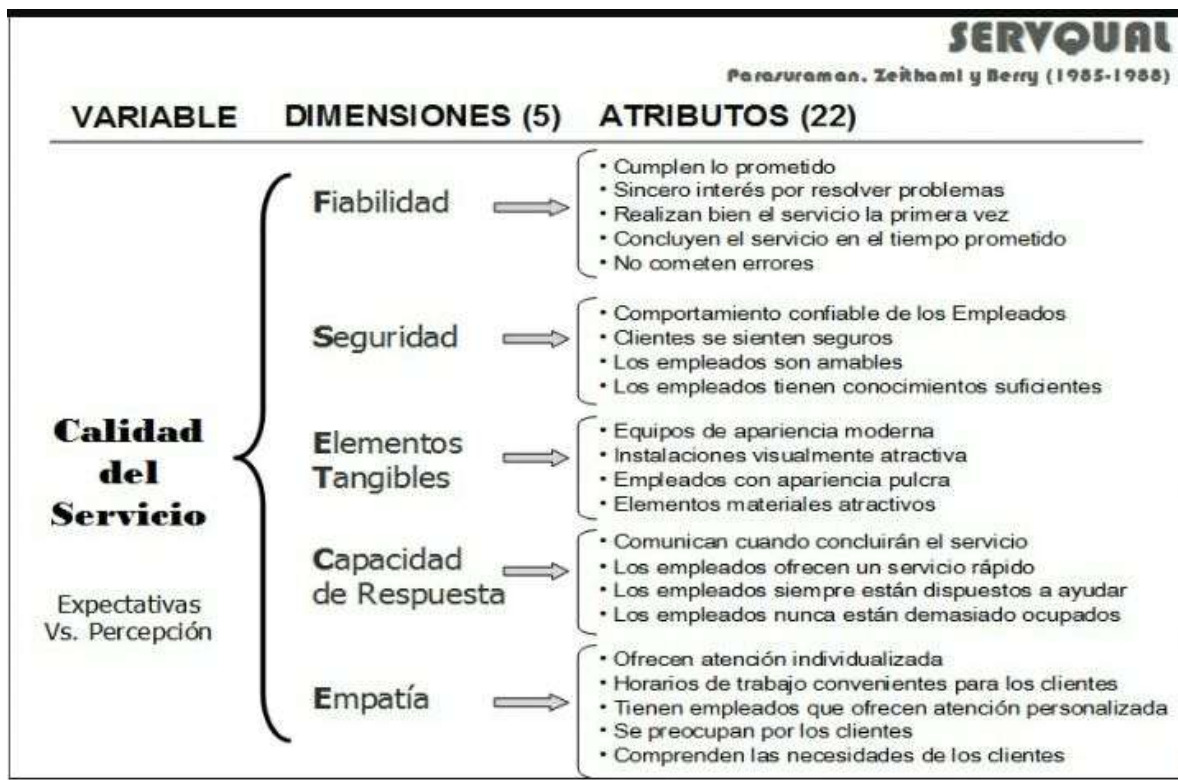 SERVQUAL
Parasuraman, Zeithaml y Berry (1985-1988)
VARIABLE DIMENSIONES (5) ATRIBUTOS (22)
Fiabilidad
• Cumplen lo prometido
• Sincero interés por resolver problemas
• Realizan bien el servicio la primera vez
• Concluyen el servicio en el tiempo prometido
• No cometen errores
Seguridad
• Comportamiento confiable de los Empleados
• Clientes se sienten seguros
• Los empleados son amables
• Los empleados tienen conocimientos suficientes
Calidad
del
Servicio
Expectativas
Vs. Percepción
Elementos
Tangibles
• Equipos de apariencia moderna
• Instalaciones visualmente atractiva
• Empleados con apariencia pulcra
• Elementos materiales atractivos
Capacidad
de Respuesta
• Comunican cuando concluirán el servicio
• Los empleados ofrecen un servicio rápido
• Los empleados siempre están dispuestos a ayudar
• Los empleados nunca están demasiado ocupados
Empatía
• Ofrecen atención individualizada
• Horarios de trabajo convenientes para los clientes
• Tienen empleados que ofrecen atención personalizada
• Se preocupan por los clientes
• Comprenden las necesidades de los clientes